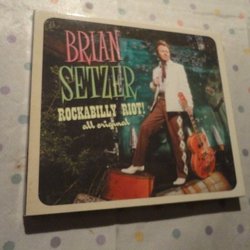 BRIAN
SETZER
ROCKABILLY RIOT!
all original